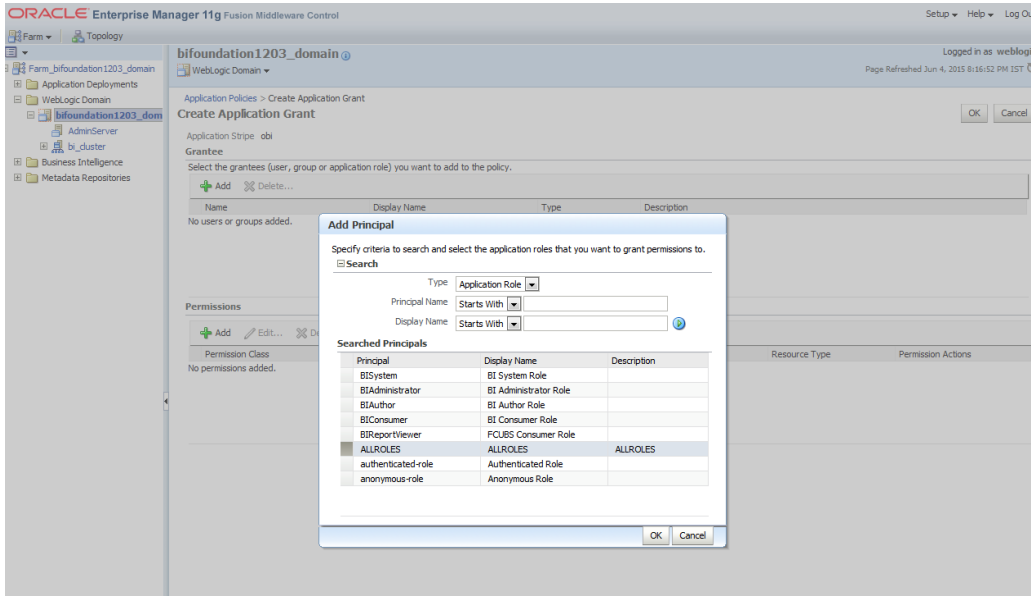 ORACLE Enterprise Manager 11g Fusion Middleware Control
Setup Help Log Ou
Farm Topology
Farm_bifoundation1203_domain
Application Deployments
WebLogic Domain
bifoundation1203_dom
AdminServer
bi_cluster
Business Intelligence
Metadata Repositories
bifoundation1203_domain
Logged in as weblogi
WebLogic Domain
Page Refreshed Jun 4, 2015 8:16:52 PM IST
Application Policies > Create Application Grant
Create Application Grant
OK Cancel
Application Stripe obi
Grantee
Select the grantees (user, group or application role) you want to add to the policy.
Add Delete...
Name Display Name Type Description
No users or groups added.
Permissions
Add Edit... De
Permission Class Resource Type Permission Actions
No permissions added.
Add Principal
Specify criteria to search and select the application roles that you want to grant permissions to.
Search
Type Application Role
Principal Name Starts With
Display Name Starts With
Searched Principals
Principal Display Name Description
BISystem BI System Role
BIAdministrator BI Administrator Role
BIAuthor BI Author Role
BIConsumer BI Consumer Role
BIReportViewer FCUBS Consumer Role
ALLROLES ALLROLES ALLROLES
authenticated-role Authenticated Role
anonymous-role Anonymous Role
OK Cancel